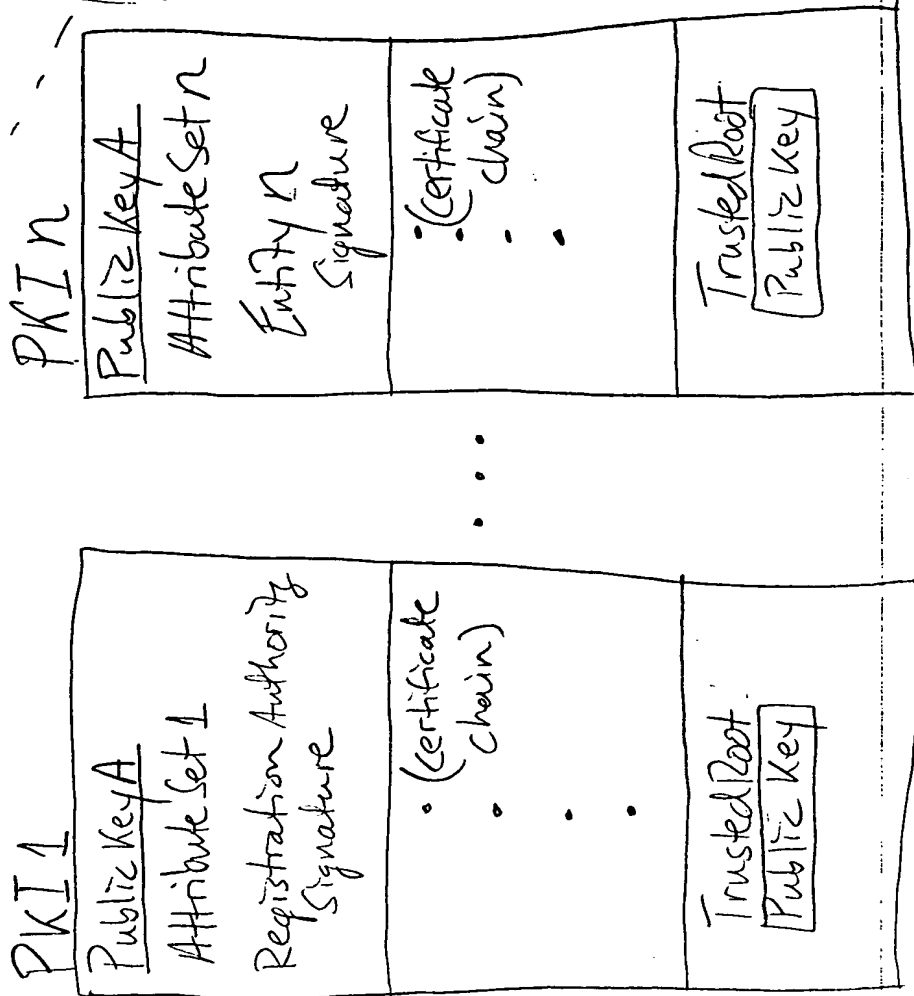 PKI 1
Public Key A
Attribute Set 1
Registration Authority
Signature
(certificate
chain)
Trusted Root
Public Key
PKI n
Public Key A
Attribute Set n
Entity n
Signature
(certificate
chain)
Trusted Root
Public Key